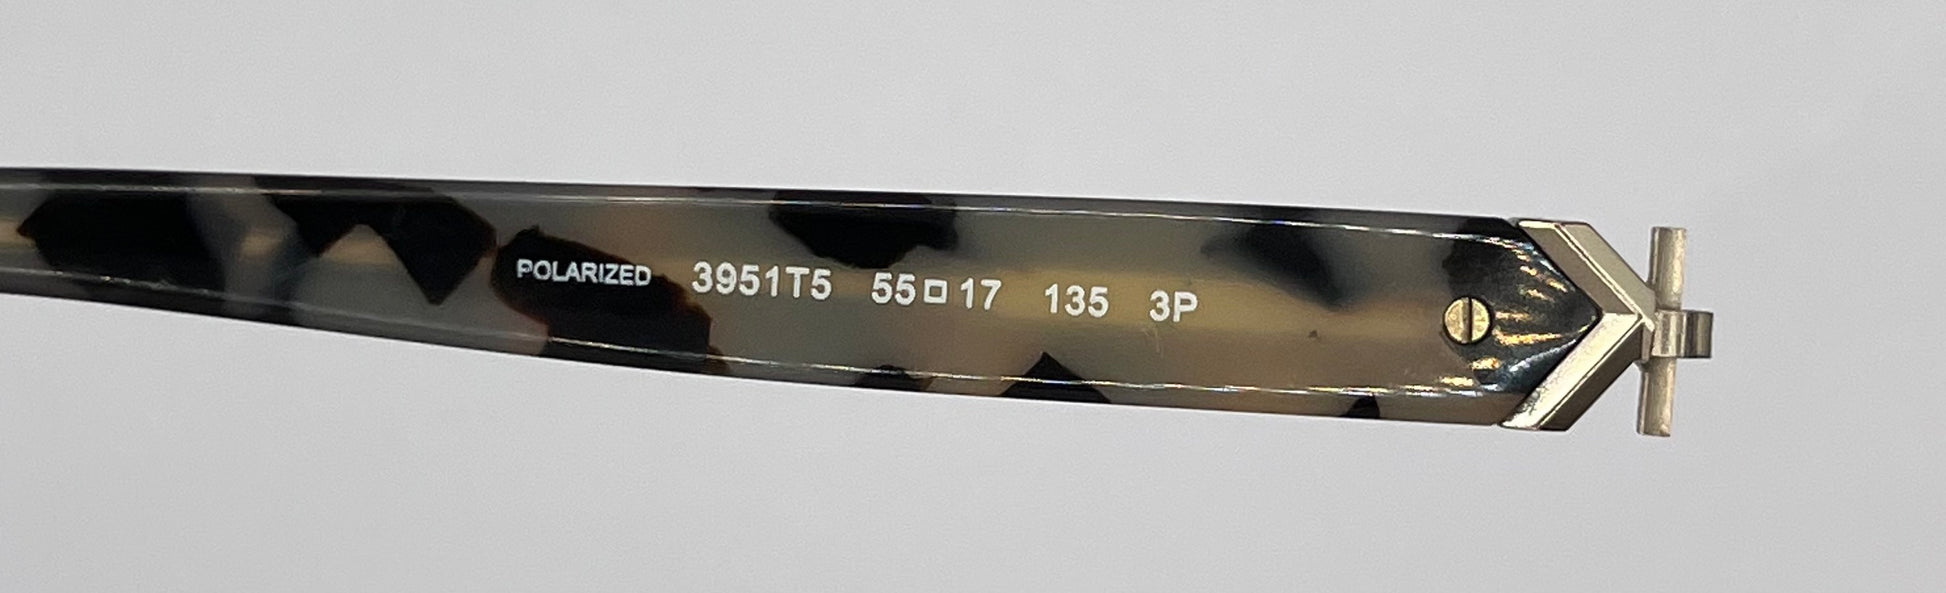 POLARIZED 3951T5 55□17 135 3P